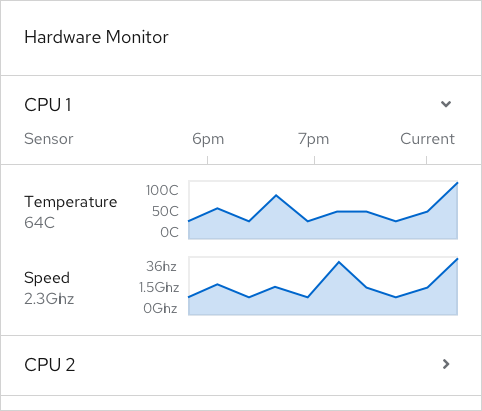 Hardware Monitor
CPU 1
Sensor 6pm 7pm Current
Temperature
64C
100C
50C
0C
Speed
2.3Ghz
36hz
1.5Ghz
0Ghz
CPU 2